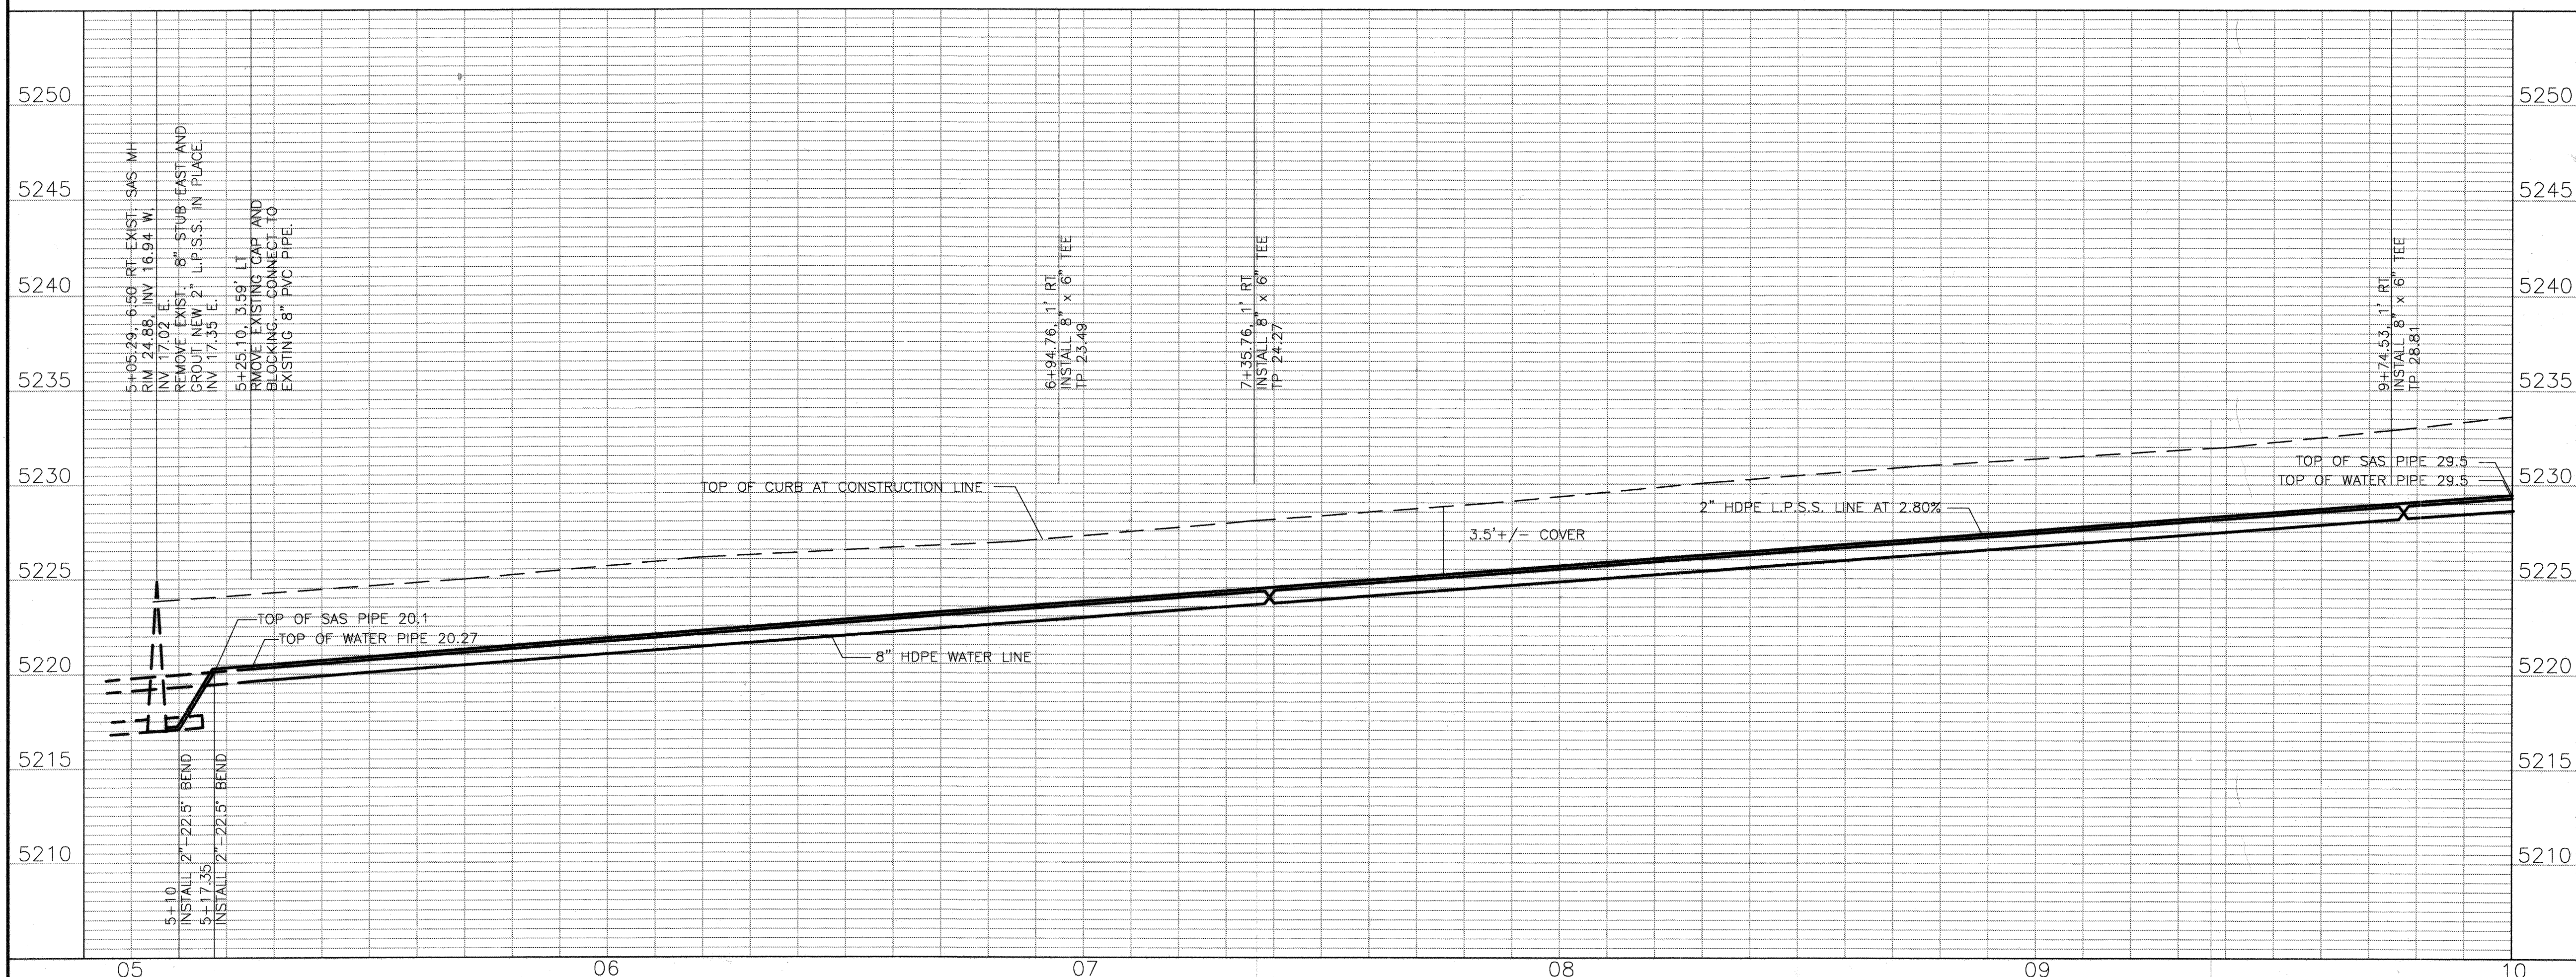 5250
5245
5240
5235
5230
5225
5220
5215
5210
5+05.29, 6.50 RT EXIST. SAS MH
RIM 24.88, INV 16.94 W,
INV 17.02 E.
REMOVE EXIST. 8" STUB EAST AND
GROUT NEW 2" L.P.S.S. IN PLACE.
INV 17.35 E.
5+25.10, 3.59' LT
RMOVE EXISTING CAP AND
BLOCKING. CONNECT TO
EXISTING 8" PVC PIPE.
6+94.76, 1' RT
INSTALL 8" x 6" TEE
TP 23.49
7+35.76, 1' RT
INSTALL 8" x 6" TEE
TP 24.27
9+74.53, 1' RT
INSTALL 8" x 6" TEE
TP 28.81
TOP OF SAS PIPE 29.5
TOP OF WATER PIPE 29.5
TOP OF CURB AT CONSTRUCTION LINE
2" HDPE L.P.S.S. LINE AT 2.80%
3.5'+/- COVER
TOP OF SAS PIPE 20.1
TOP OF WATER PIPE 20.27
8" HDPE WATER LINE
5+10
INSTALL 2"-22.5° BEND
5+17.35
INSTALL 2"-22.5° BEND
5250
5245
5240
5235
5230
5225
5220
5215
5210
05 06 07 08 09 10